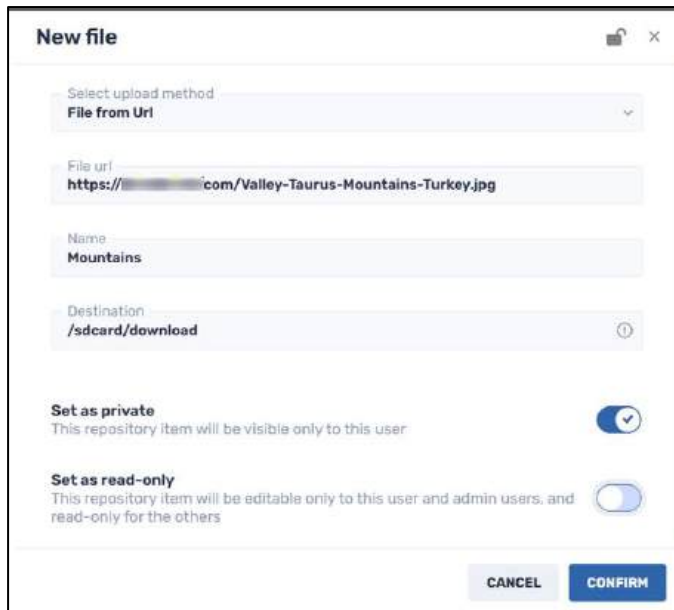 New file
Select upload method
File from Url
File url
https:// com/Valley-Taurus-Mountains-Turkey.jpg
Name
Mountains
Destination
/sdcard/download
Set as private
This repository item will be visible only to this user
Set as read-only
This repository item will be editable only to this user and admin users, and
read-only for the others
CANCEL
CONFIRM